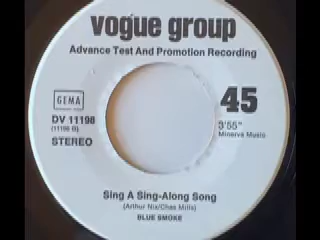 vogue group
Advance Test And Promotion Recording
GEMA
45
DV 11198
(11198 B)
3'55"
STEREO
Minerva Music
Sing A Sing-Along Song
(Arthur Nix/Chas Mills)
BLUE SMOKE